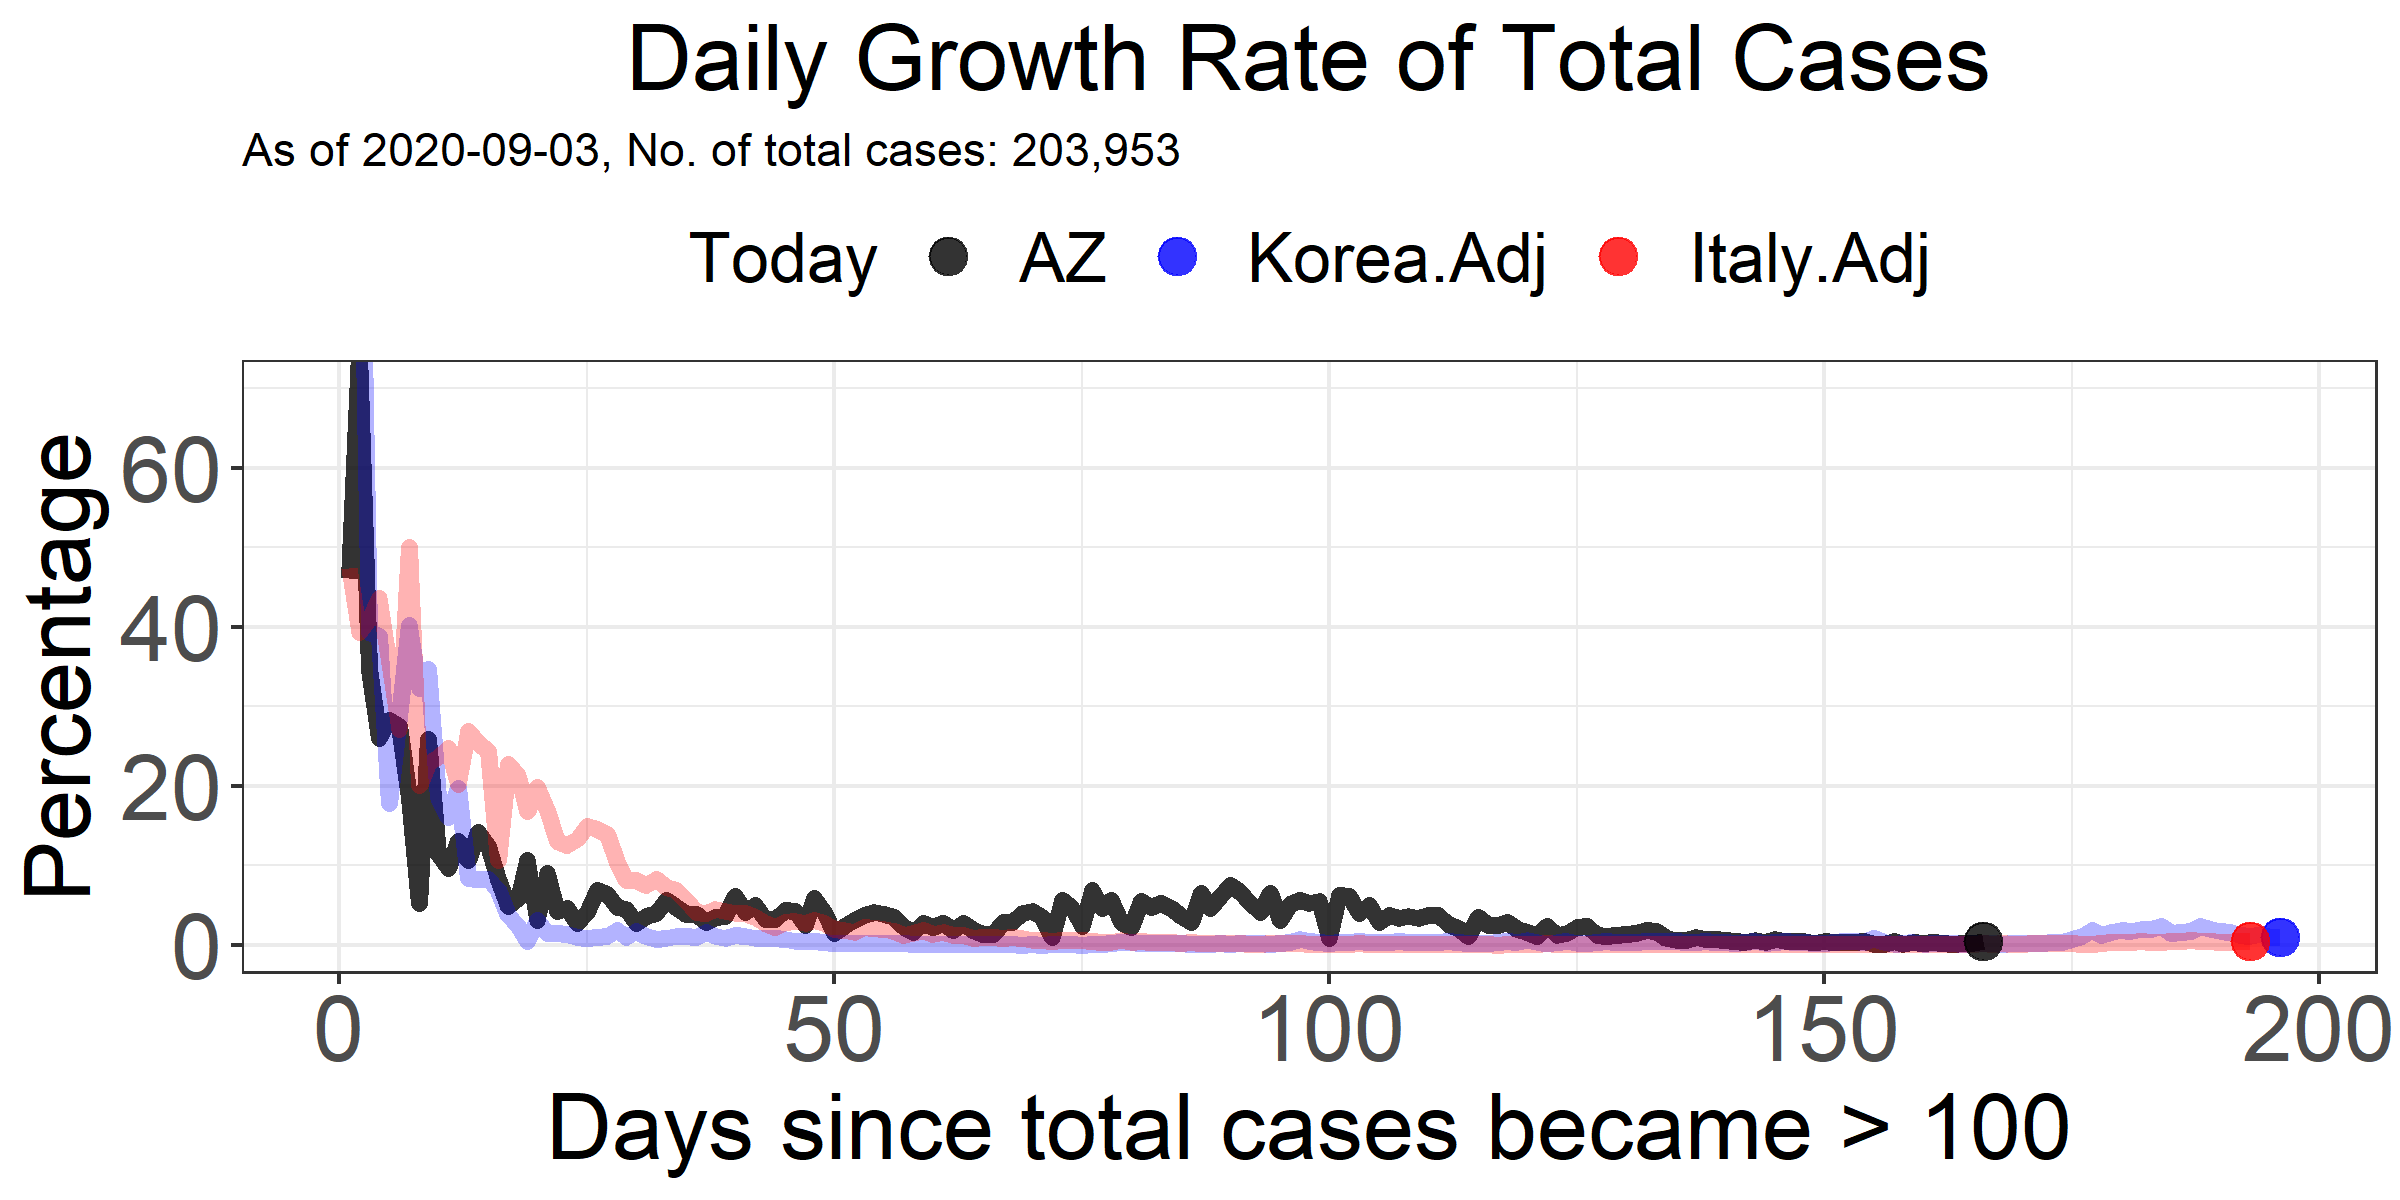 Daily Growth Rate of Total Cases
As of 2020-09-03, No. of total cases: 203,953
Today AZ Korea.Adj Italy.Adj
Percentage
60
40
20
0
0 50 100 150 200
Days since total cases became > 100